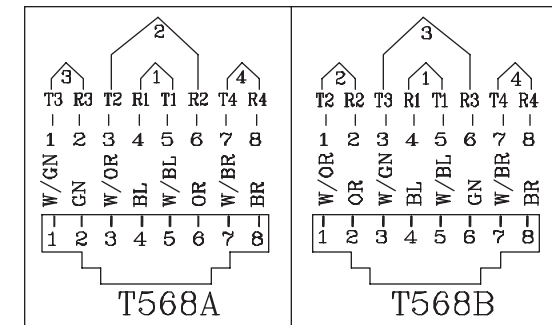 2 3
3 1 4 2 1 4
T3 R3 T2 R1 T1 R2 T4 R4 T2 R2 T3 R1 T1 R3 T4 R4
1 2 3 4 5 6 7 8 1 2 3 4 5 6 7 8
W/GN GN W/OR BL W/BL OR W/BR BR W/OR OR W/GN BL W/BL GN W/BR BR
1 2 3 4 5 6 7 8 1 2 3 4 5 6 7 8
T568A T568B